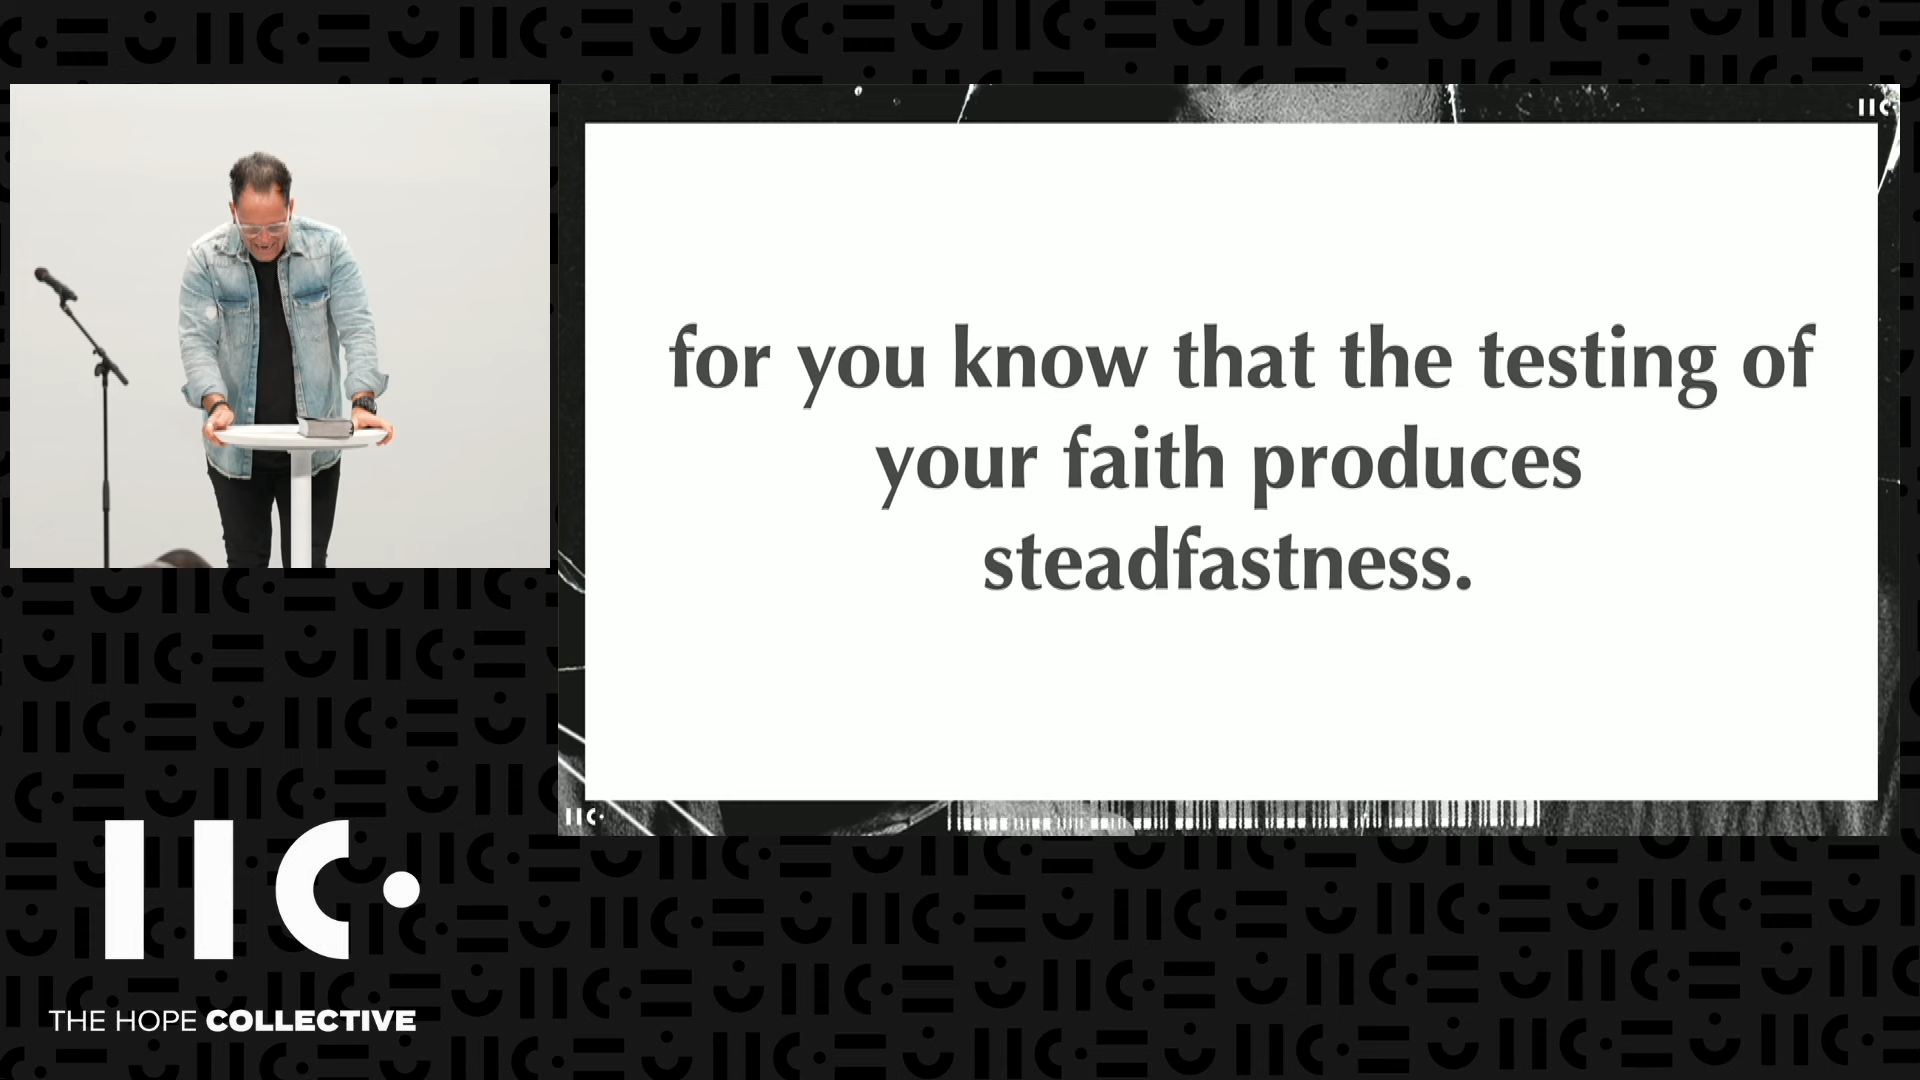 for you know that the testing of
your faith produces
steadfastness.
THE HOPE COLLECTIVE